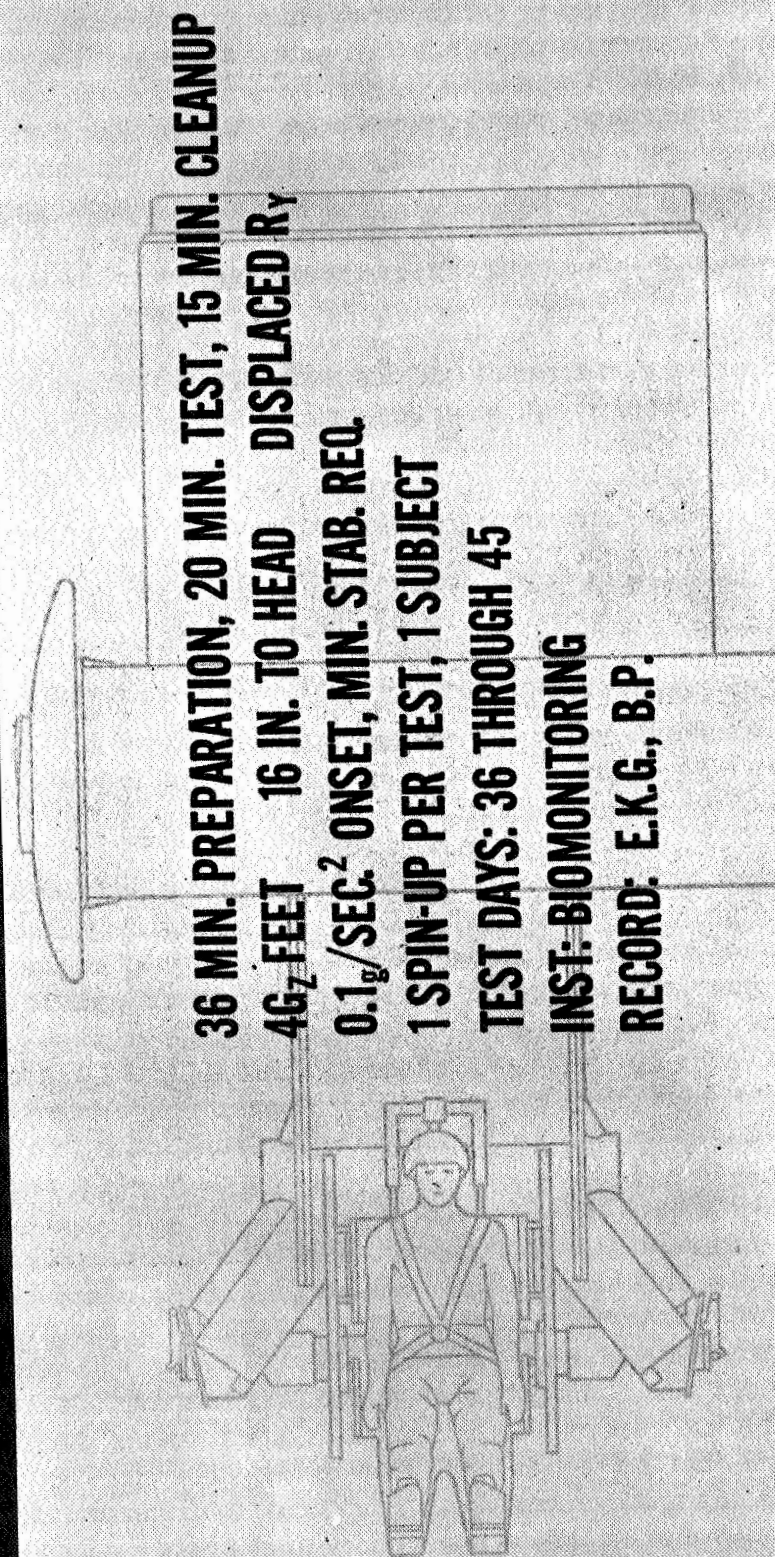 36 MIN. PREPARATION, 20 MIN. TEST, 15 MIN. CLEANUP
4G_Z FEET 16 IN. TO HEAD DISPLACED R_Y
0.1g/SEC.² ONSET, MIN. STAB. REQ.
1 SPIN-UP PER TEST, 1 SUBJECT
TEST DAYS: 36 THROUGH 45
INST: BIOMONITORING
RECORD: E.K.G., B.P.